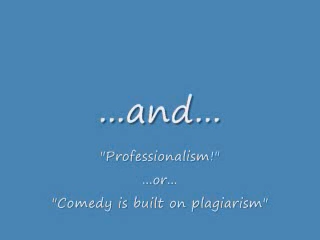 ...and...
"Professionalism!"
...or...
"Comedy is built on plagiarism"